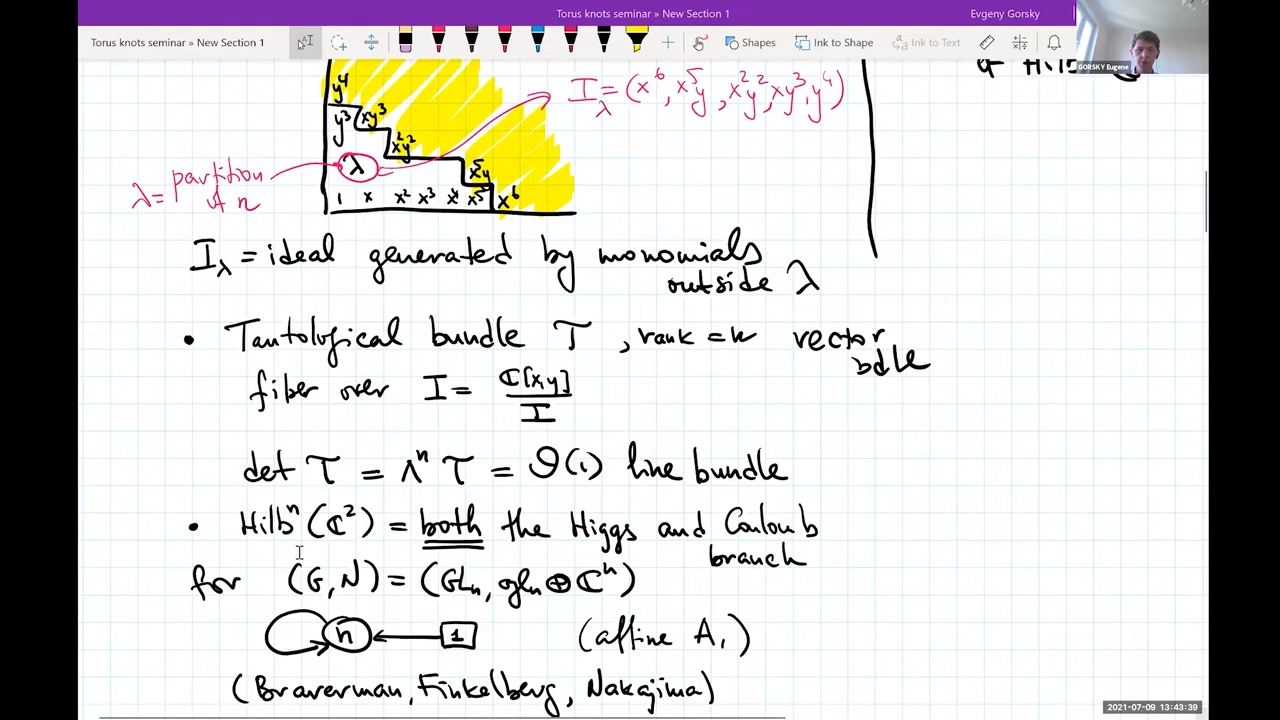 Torus knots seminar » New Section 1
Evgeny Gorsky
Torus knots seminar » New Section 1
Shapes
Ink to Shape
Ink to Text
GORSKY Eugene
y⁴
y³ xy³
x²y²
λ
x⁵y
1 x x² x³ x⁴ x⁵ x⁶
I_λ = (x⁶, x⁵y, x²y², xy³, y⁴)
λ = partition
of n
I_λ = ideal generated by monomials
outside λ
• Tautological bundle T, rank = n vector
bdle
fiber over I = C[x,y]
I
det T = Λⁿ T = O(1) line bundle
• Hilbⁿ(C²) = both the Higgs and Coulomb
branch
for (G, N) = (GLn, gln ⊕ Cⁿ)
n ← 1 (affine A₁)
(Braverman, Finkelberg, Nakajima)
2021-07-09 13:43:39